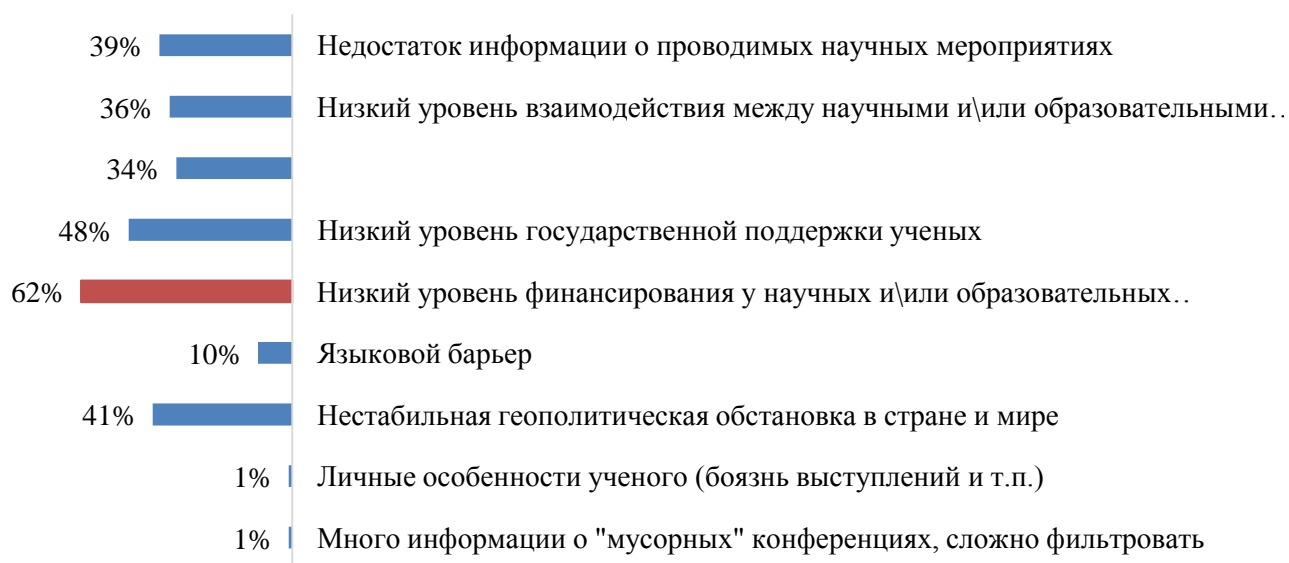 39% Недостаток информации о проводимых научных мероприятиях
36% Низкий уровень взаимодействия между научными и\или образовательными…
34%
48% Низкий уровень государственной поддержки ученых
62% Низкий уровень финансирования у научных и\или образовательных…
10% Языковой барьер
41% Нестабильная геополитическая обстановка в стране и мире
1% Личные особенности ученого (боязнь выступлений и т.п.)
1% Много информации о "мусорных" конференциях, сложно фильтровать